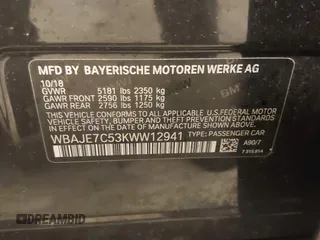 MFD BY BAYERISCHE MOTOREN WERKE AG
10/18
GVWR 5181 lbs 2350 kg
GAWR FRONT 2590 lbs 1175 kg
GAWR REAR 2756 lbs 1250 kg
THIS VEHICLE CONFORMS TO ALL APPLICABLE U.S. FEDERAL MOTOR
VEHICLE SAFETY, BUMPER, AND THEFT PREVENTION STANDARDS
IN EFFECT ON THE DATE OF MANUFACTURE SHOWN ABOVE.
WBAJE7C53KWW12941 TYPE: PASSENGER CAR
A90/7
DREAMBID